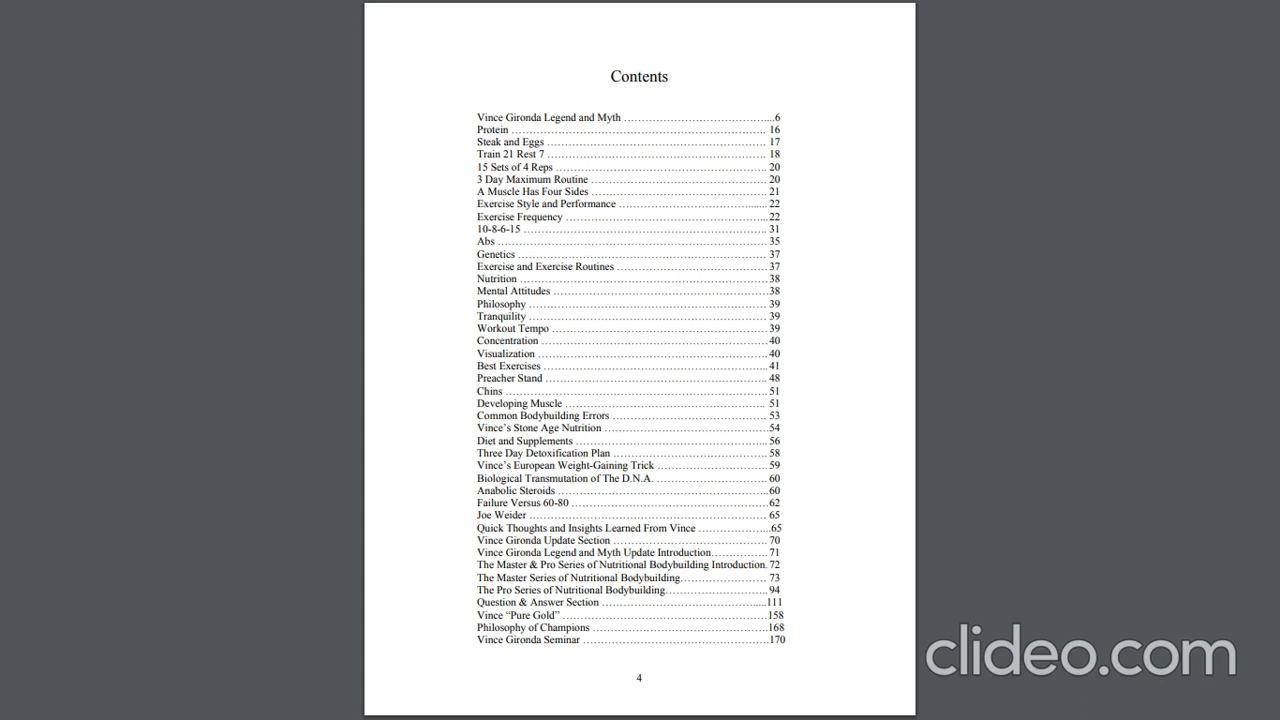 Contents
Vince Gironda Legend and Myth ……………………………………...6
Protein ……………………………………………………………. 16
Steak and Eggs ……………………………………………………. 17
Train 21 Rest 7 ……………………………………………………. 18
15 Sets of 4 Reps ………………………………………………….. 20
3 Day Maximum Routine …………………………………………. 20
A Muscle Has Four Sides …………………………………………. 21
Exercise Style and Performance ………………………………....... 22
Exercise Frequency ………………………………………………...22
10-8-6-15 …………………………………………………………. 31
Abs ………………………………………………………………… 35
Genetics ……………………………………………………………. 37
Exercise and Exercise Routines …………………………………… 37
Nutrition ……………………………………………………………38
Mental Attitudes ……………………………………………………38
Philosophy …………………………………………………………. 39
Tranquility …………………………………………………………. 39
Workout Tempo ……………………………………………………. 39
Concentration ………………………………………………………40
Visualization ………………………………………………………. 40
Best Exercises ……………………………………………………... 41
Preacher Stand …………………………………………………….. 48
Chins ………………………………………………………………. 51
Developing Muscle ……………………………………………….. 51
Common Bodybuilding Errors ……………………………………. 53
Vince’s Stone Age Nutrition ………………………………………..54
Diet and Supplements ……………………………………………... 56
Three Day Detoxification Plan ……………………………………. 58
Vince’s European Weight-Gaining Trick …………………………. 59
Biological Transmutation of The D.N.A. …………………………. 60
Anabolic Steroids …………………………………………………..60
Failure Versus 60-80 ………………………………………………..62
Joe Weider …………………………………………………………. 65
Quick Thoughts and Insights Learned From Vince ………………...65
Vince Gironda Update Section ……………………………………. 70
Vince Gironda Legend and Myth Update Introduction……………. 71
The Master & Pro Series of Nutritional Bodybuilding Introduction. 72
The Master Series of Nutritional Bodybuilding…………………… 73
The Pro Series of Nutritional Bodybuilding……………………….. 94
Question & Answer Section …………………………………….....111
Vince “Pure Gold” …………………………………………………. 158
Philosophy of Champions …………………………………………..168
Vince Gironda Seminar …………………………………………….170
4
clideo.com